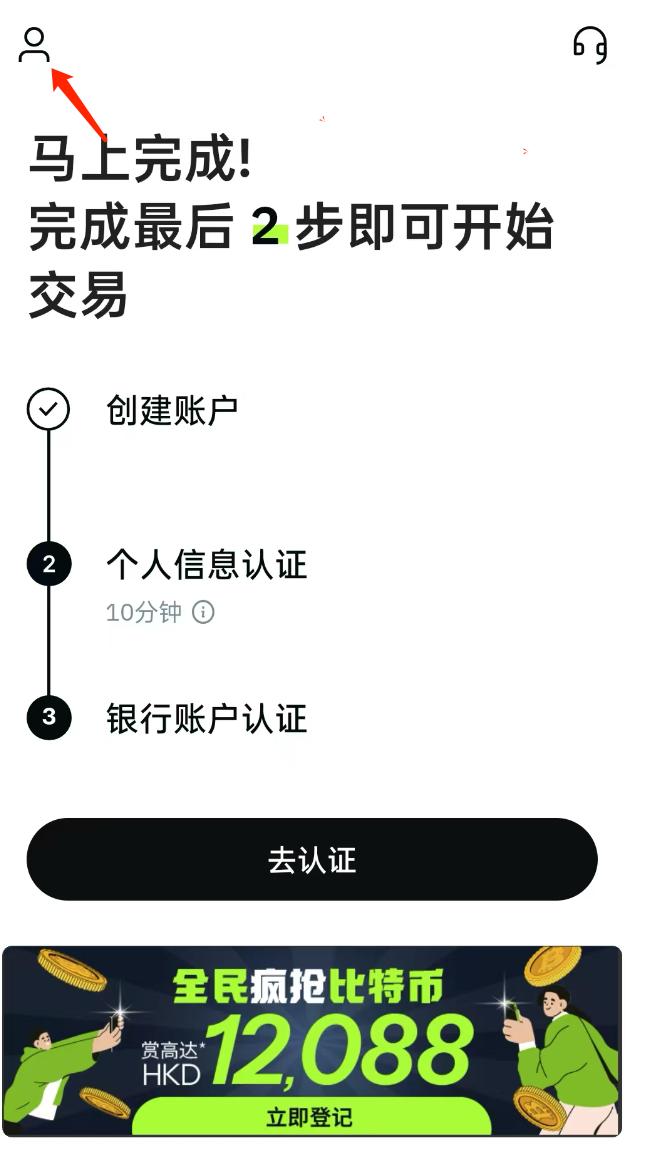 马上完成!
完成最后 2 步即可开始
交易
创建账户
2 个人信息认证
10分钟
3 银行账户认证
去认证
全民疯抢比特币
赏高达*
HKD 12,088
立即登记